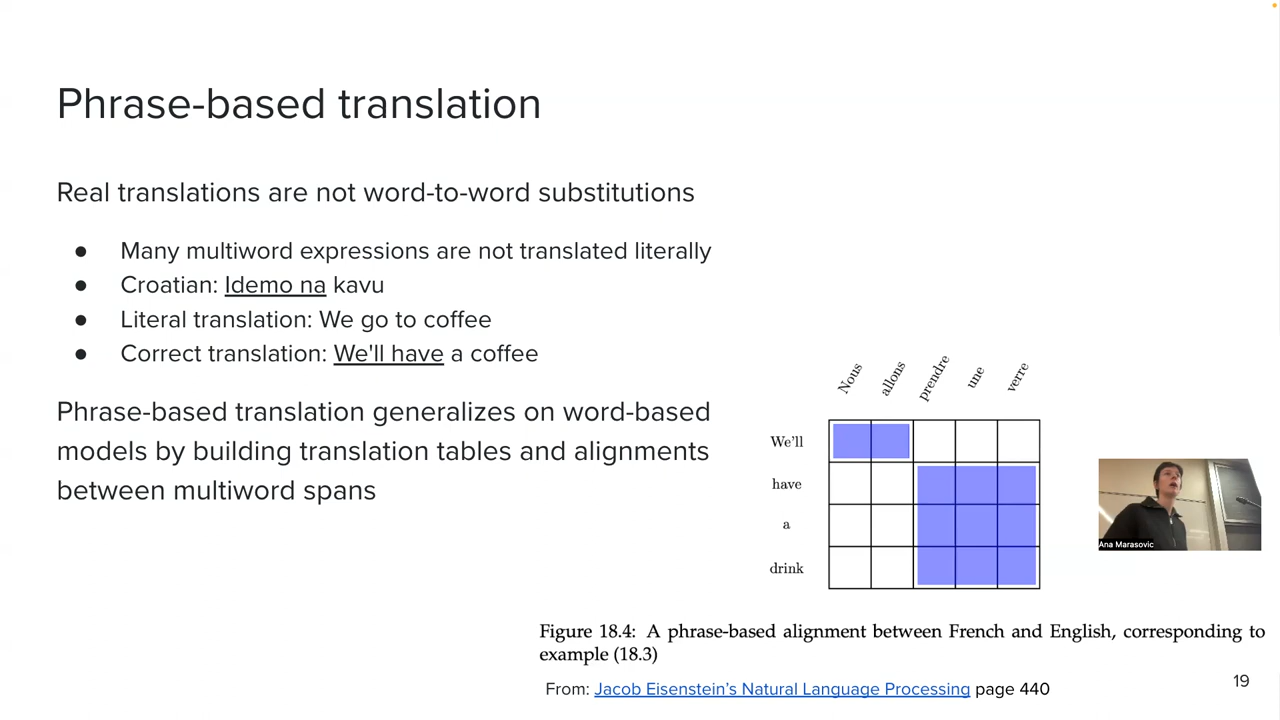 Phrase-based translation
Real translations are not word-to-word substitutions
● Many multiword expressions are not translated literally
● Croatian: Idemo na kavu
● Literal translation: We go to coffee
● Correct translation: We'll have a coffee
Phrase-based translation generalizes on word-based
models by building translation tables and alignments
between multiword spans
Nous allons prendre une verre
We'll
have
a
drink
Ana Marasovic
Figure 18.4: A phrase-based alignment between French and English, corresponding to
example (18.3)
From: Jacob Eisenstein's Natural Language Processing page 440
19